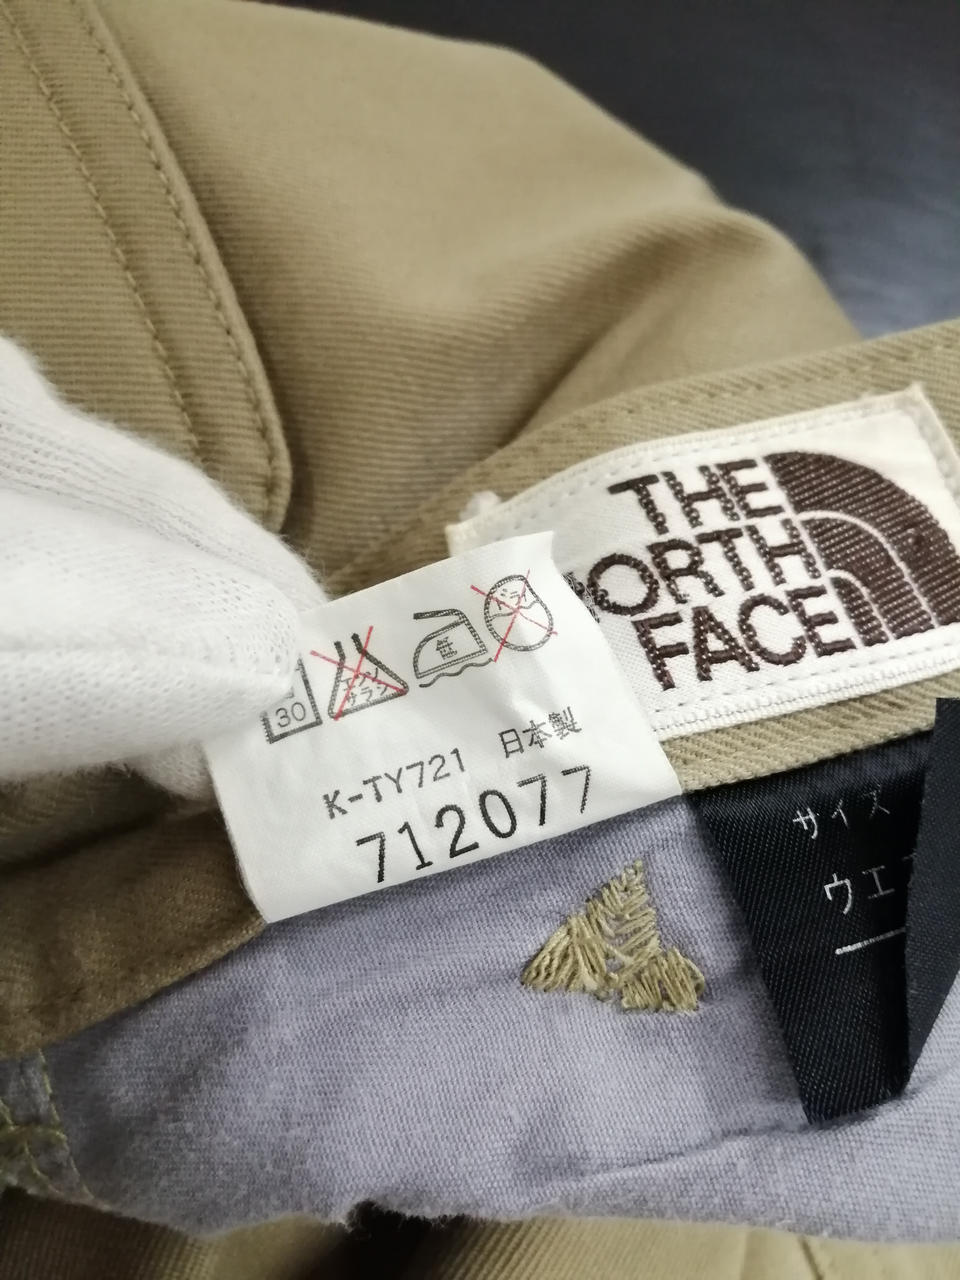 THE
ORTH
FACE
30
エンソ
サラシ
低
ドライ
K-TY721 日本製
712077
サイズ
ウエ